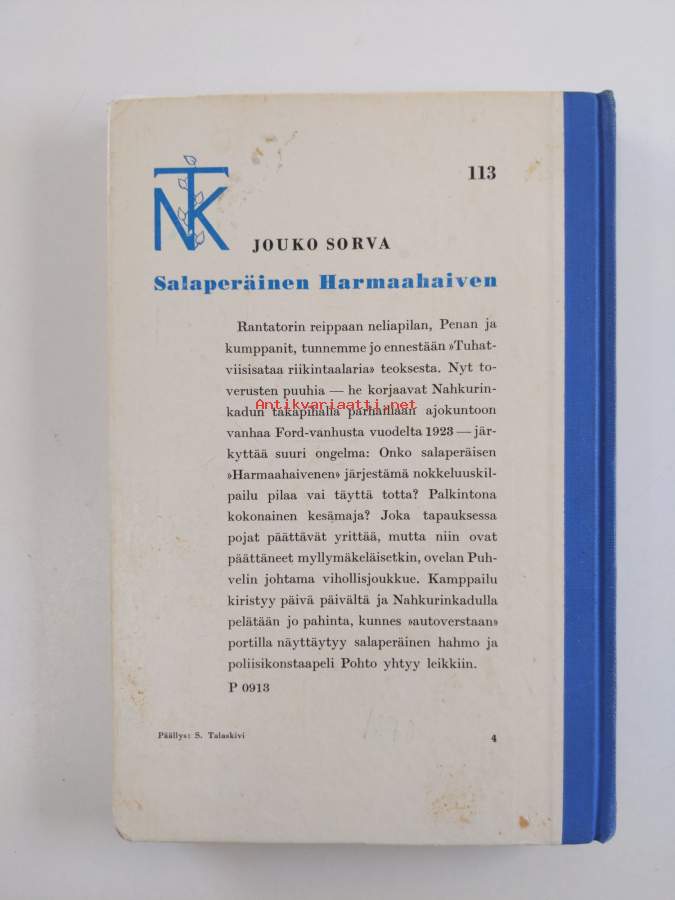 NTK
113
JOUKO SORVA
Salaperäinen Harmaahaiven
Rantatorin reippaan neliapilan, Penan ja
kumppanit, tunnemme jo ennestään »Tuhat-
viisisataa riikintaalaria» teoksesta. Nyt to-
verusten puuhia — he korjaavat Nahkurin-
kadun takapihalla parhaillaan ajokuntoon
Antikvariaatti.net
vanhaa Ford-vanhusta vuodelta 1923 — jär-
kyttää suuri ongelma: Onko salaperäisen
»Harmaahaivenen» järjestämä nokkeluuskil-
pailu pilaa vai täyttä totta? Palkintona
kokonainen kesämaja? Joka tapauksessa
pojat päättävät yrittää, mutta niin ovat
päättäneet myllymäkeläisetkin, ovelan Puh-
velin johtama vihollisjoukkue. Kamppailu
kiristyy päivä päivältä ja Nahkurinkadulla
pelätään jo pahinta, kunnes »autoverstaan»
portilla näyttäytyy salaperäinen hahmo ja
poliisikonstaapeli Pohto yhtyy leikkiin.
P 0913
Päällys: S. Talaskivi
4